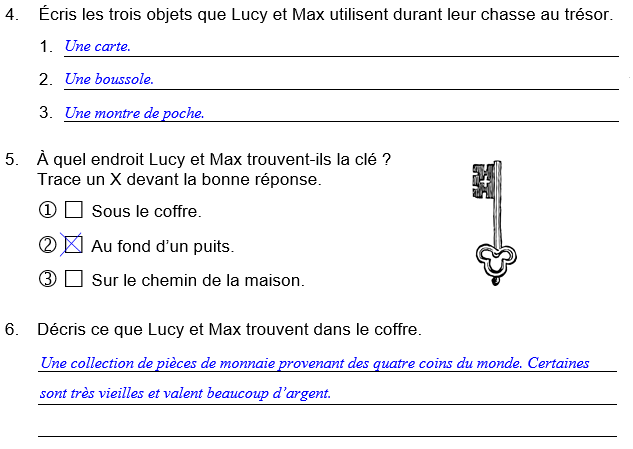 4. Écris les trois objets que Lucy et Max utilisent durant leur chasse au trésor.
1. Une carte.
2. Une boussole.
3. Une montre de poche.
5. À quel endroit Lucy et Max trouvent-ils la clé ?
Trace un X devant la bonne réponse.
① ☐ Sous le coffre.
② ☒ Au fond d’un puits.
③ ☐ Sur le chemin de la maison.
6. Décris ce que Lucy et Max trouvent dans le coffre.
Une collection de pièces de monnaie provenant des quatre coins du monde. Certaines
sont très vieilles et valent beaucoup d’argent.